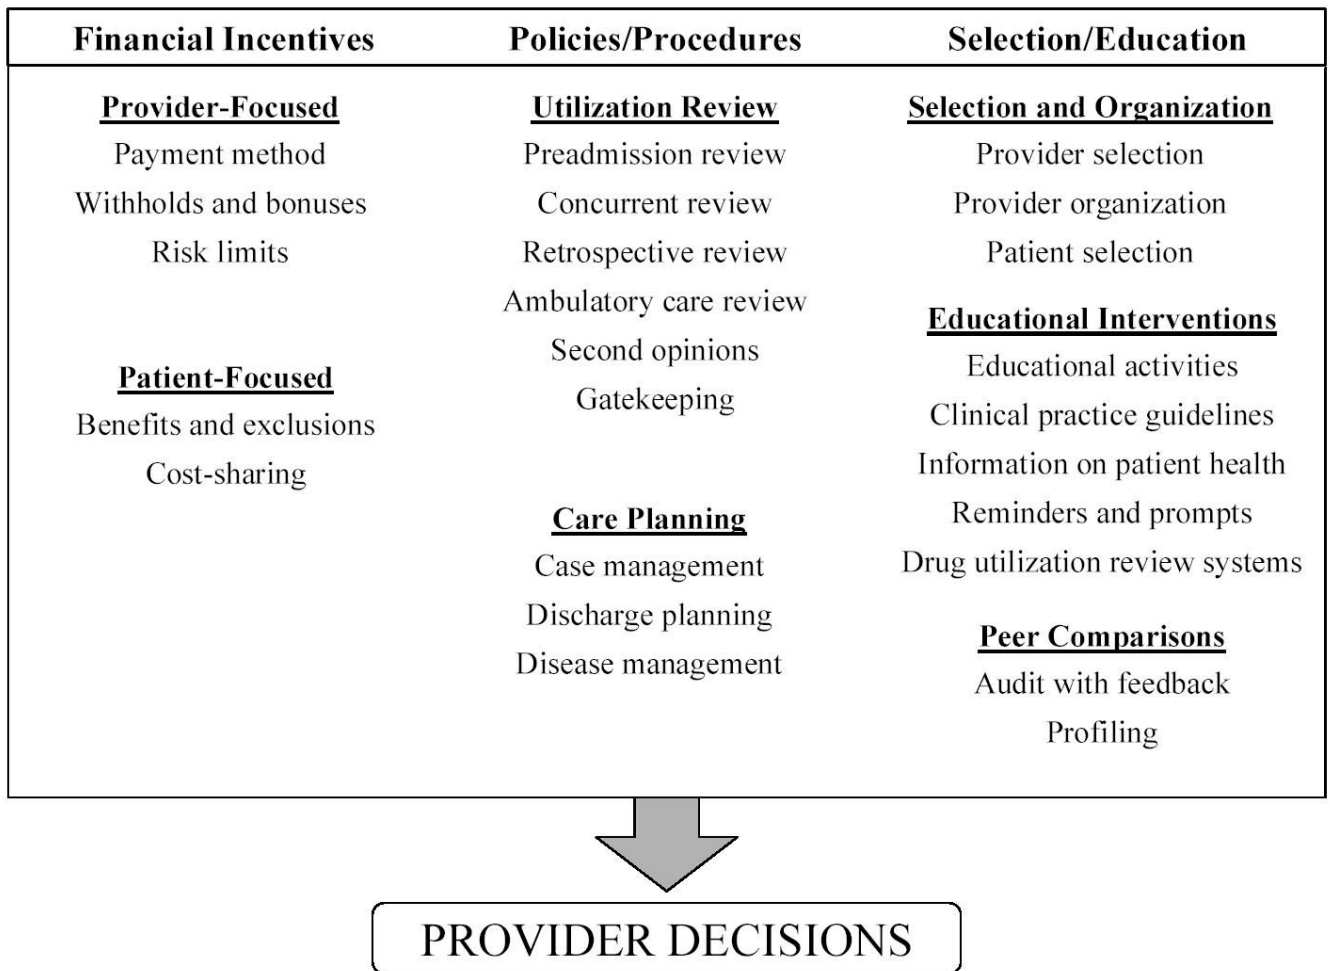 Financial Incentives
Policies/Procedures
Selection/Education
Provider-Focused
Payment method
Withholds and bonuses
Risk limits
Patient-Focused
Benefits and exclusions
Cost-sharing
Utilization Review
Preadmission review
Concurrent review
Retrospective review
Ambulatory care review
Second opinions
Gatekeeping
Care Planning
Case management
Discharge planning
Disease management
Selection and Organization
Provider selection
Provider organization
Patient selection
Educational Interventions
Educational activities
Clinical practice guidelines
Information on patient health
Reminders and prompts
Drug utilization review systems
Peer Comparisons
Audit with feedback
Profiling
PROVIDER DECISIONS